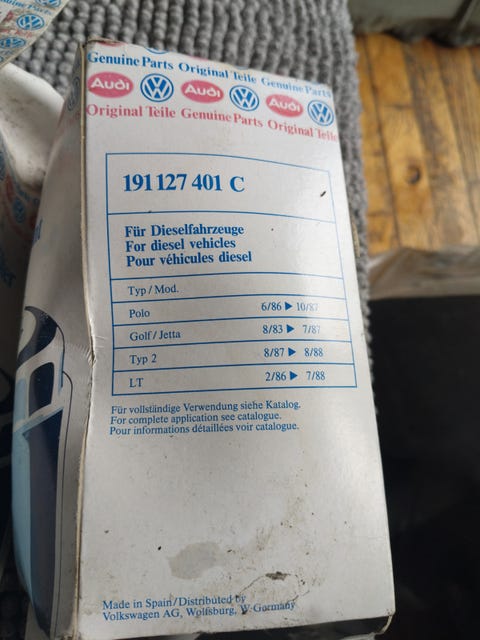 Genuine Parts Original Teile Genuine Parts
Audi VW Audi VW Audi VW
Original Teile Genuine Parts Original Teile
191 127 401 C
Für Dieselfahrzeuge
For diesel vehicles
Pour véhicules diesel
Typ/Mod.
Polo 6/86 ▶ 10/87
Golf/Jetta 8/83 ▶ 7/87
Typ 2 8/87 ▶ 8/88
LT 2/86 ▶ 7/88
Für vollständige Verwendung siehe Katalog.
For complete application see catalogue.
Pour informations détaillées voir catalogue.
Made in Spain/Distributed by
Volkswagen AG, Wolfsburg, W-Germany